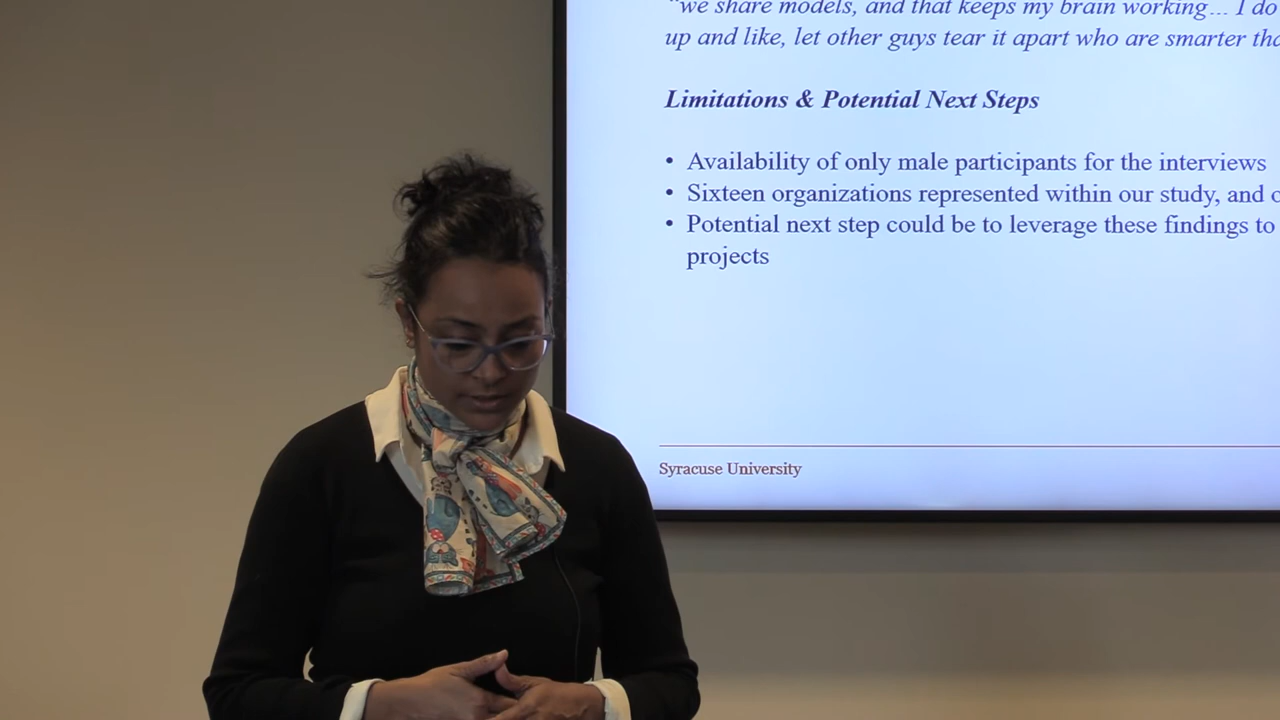 “we share models, and that keeps my brain working... I do
up and like, let other guys tear it apart who are smarter
Limitations & Potential Next Steps
• Availability of only male participants for the interviews
• Sixteen organizations represented within our study, and
• Potential next step could be to leverage these findings to
projects
Syracuse University